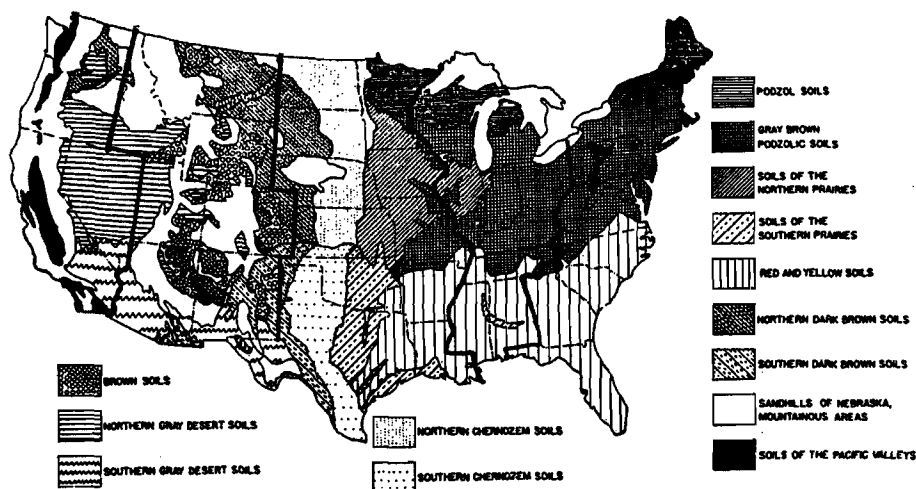 PODZOL SOILS
GRAY BROWN
PODZOLIC SOILS
SOILS OF THE
NORTHERN PRAIRIES
SOILS OF THE
SOUTHERN PRAIRIES
RED AND YELLOW SOILS
NORTHERN DARK BROWN SOILS
SOUTHERN DARK BROWN SOILS
SANDHILLS OF NEBRASKA,
MOUNTAINOUS AREAS
SOILS OF THE PACIFIC VALLEYS
BROWN SOILS
NORTHERN GRAY DESERT SOILS
SOUTHERN GRAY DESERT SOILS
NORTHERN CHERNOZEM SOILS
SOUTHERN CHERNOZEM SOILS